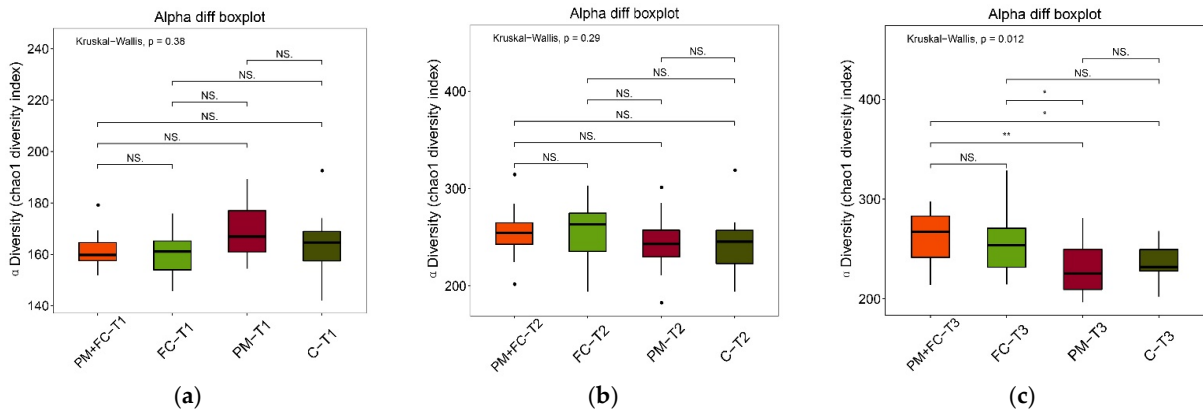 Alpha diff boxplot
Kruskal-Wallis, p = 0.38
α Diversity (chao1 diversity index)
240
220
200
180
160
140
NS.
NS.
NS.
NS.
NS.
NS.
PM+FC-T1
FC-T1
PM-T1
C-T1
(a)
Alpha diff boxplot
Kruskal-Wallis, p = 0.29
α Diversity (chao1 diversity index)
400
300
200
NS.
NS.
NS.
NS.
NS.
NS.
PM+FC-T2
FC-T2
PM-T2
C-T2
(b)
Alpha diff boxplot
Kruskal-Wallis, p = 0.012
α Diversity (chao1 diversity index)
400
300
200
NS.
NS.
*
*
**
NS.
PM+FC-T3
FC-T3
PM-T3
C-T3
(c)